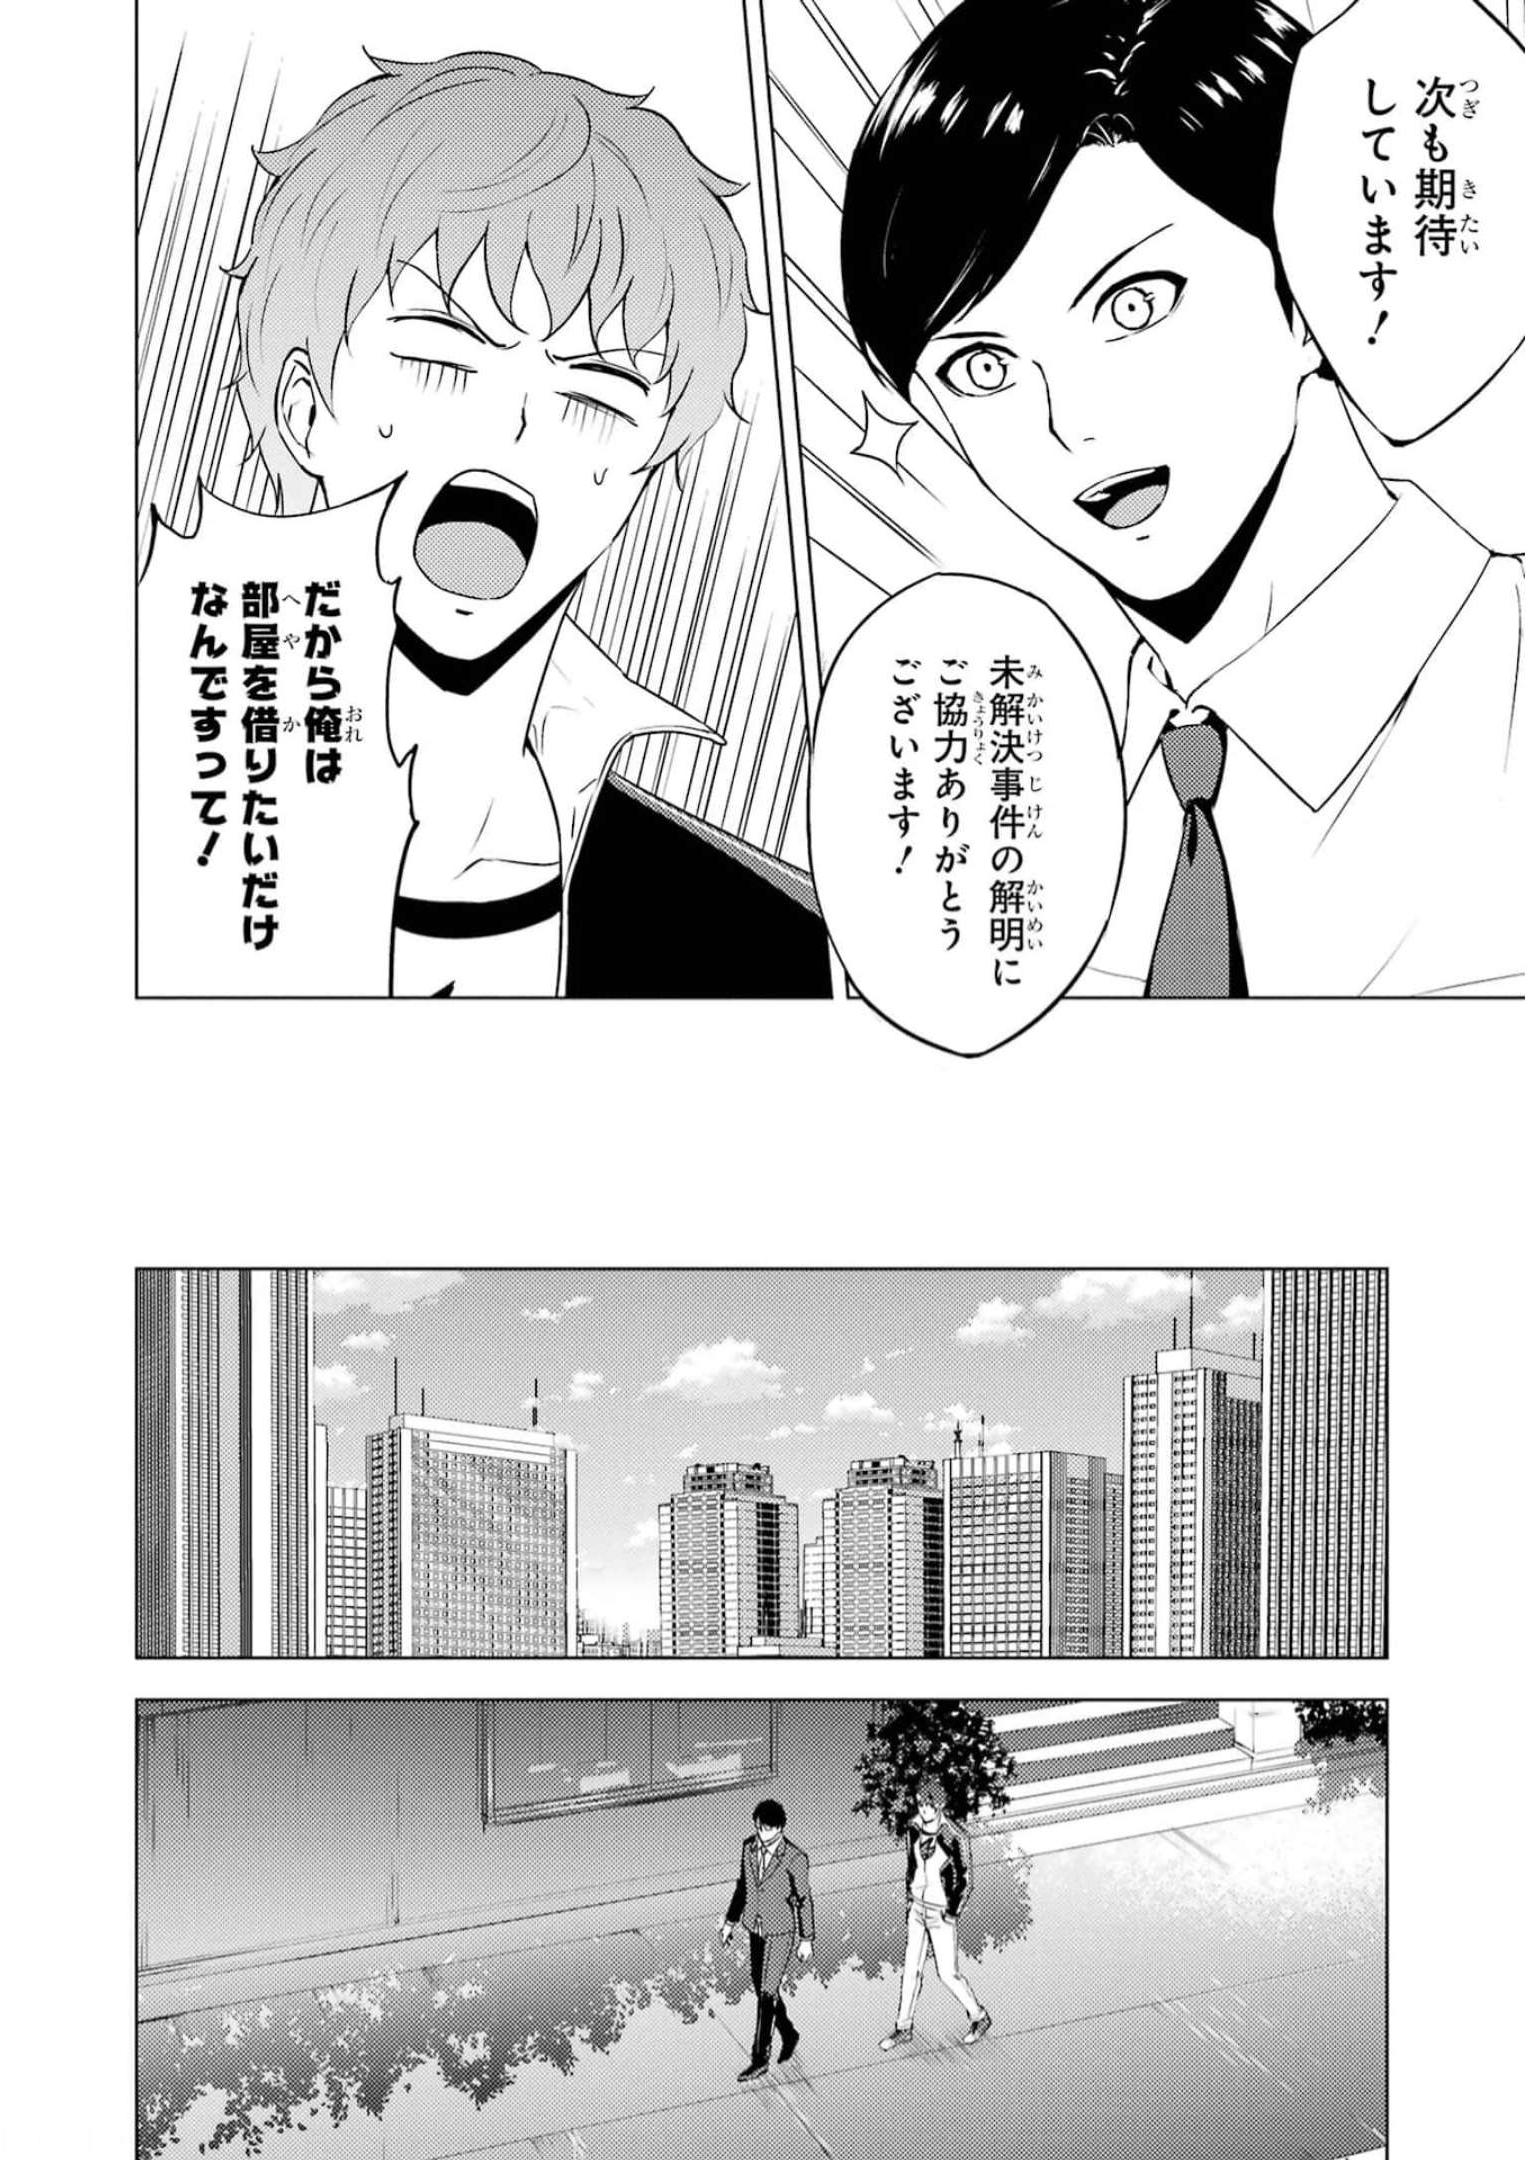 次も期待
しています!
未解決事件の解明に
ご協力ありがとう
ございます!
だから俺は
部屋を借りたいだけ
なんですって!